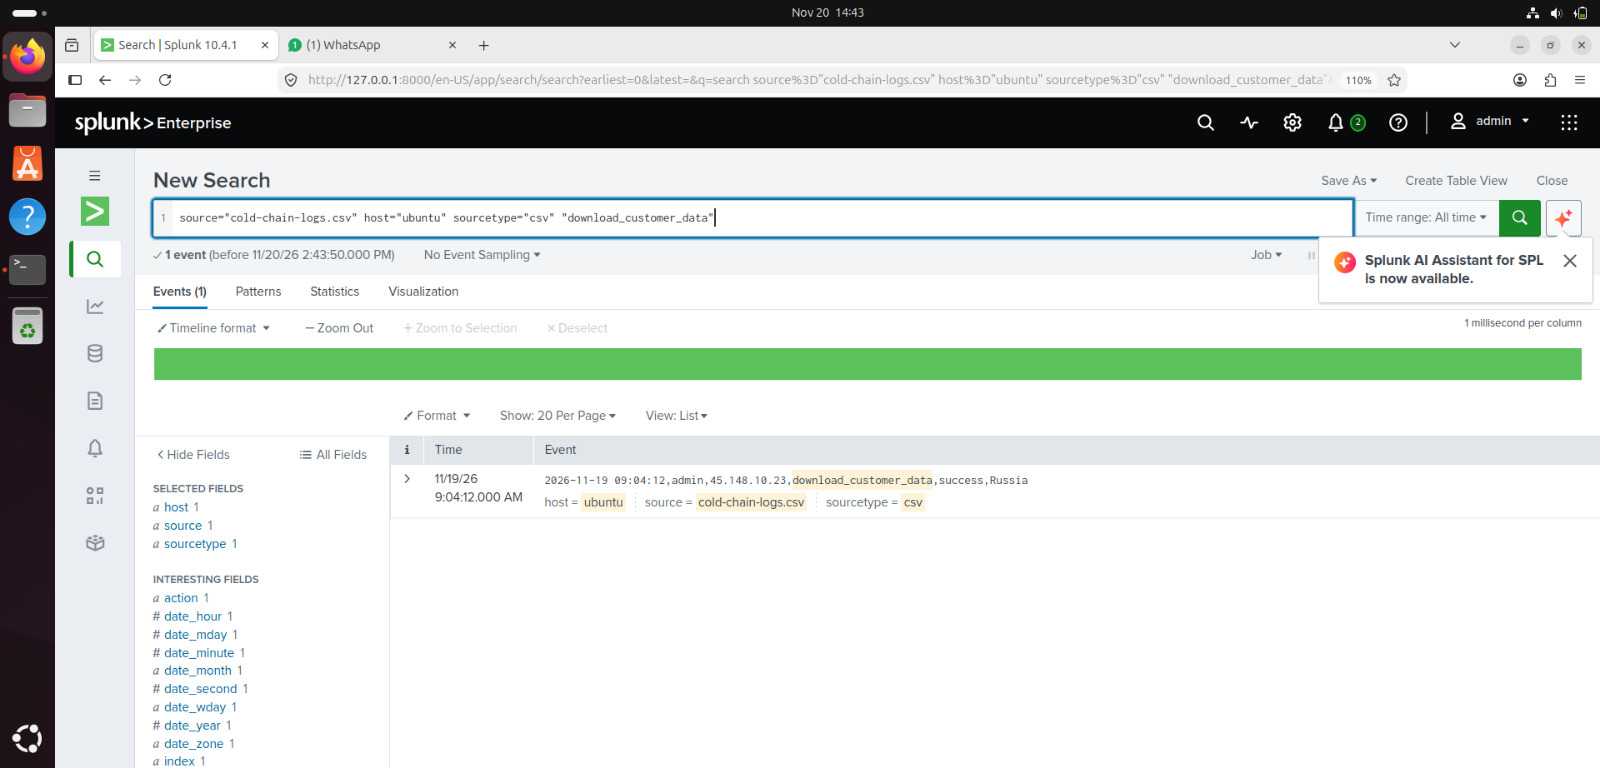 Nov 20 14:43
Search | Splunk 10.4.1
(1) WhatsApp
http://127.0.0.1:8000/en-US/app/search/search?earliest=0&latest=&q=search source%3D"cold-chain-logs.csv" host%3D"ubuntu" sourcetype%3D"csv" "download_customer_data"
110%
splunk> Enterprise
2
admin
New Search
Save As
Create Table View
Close
1 source="cold-chain-logs.csv" host="ubuntu" sourcetype="csv" "download_customer_data"
Time range: All time
1 event (before 11/20/26 2:43:50.000 PM)
No Event Sampling
Job
Splunk AI Assistant for SPL
is now available.
Events (1)
Patterns
Statistics
Visualization
Timeline format
Zoom Out
+ Zoom to Selection
× Deselect
1 millisecond per column
Format
Show: 20 Per Page
View: List
Hide Fields
All Fields
i
Time
Event
SELECTED FIELDS
a host 1
a source 1
a sourcetype 1
11/19/26
9:04:12.000 AM
2026-11-19 09:04:12,admin,45.148.10.23,download_customer_data,success,Russia
host = ubuntu
source = cold-chain-logs.csv
sourcetype = csv
INTERESTING FIELDS
a action 1
# date_hour 1
# date_mday 1
# date_minute 1
a date_month 1
# date_second 1
a date_wday 1
# date_year 1
a date_zone 1
a index 1